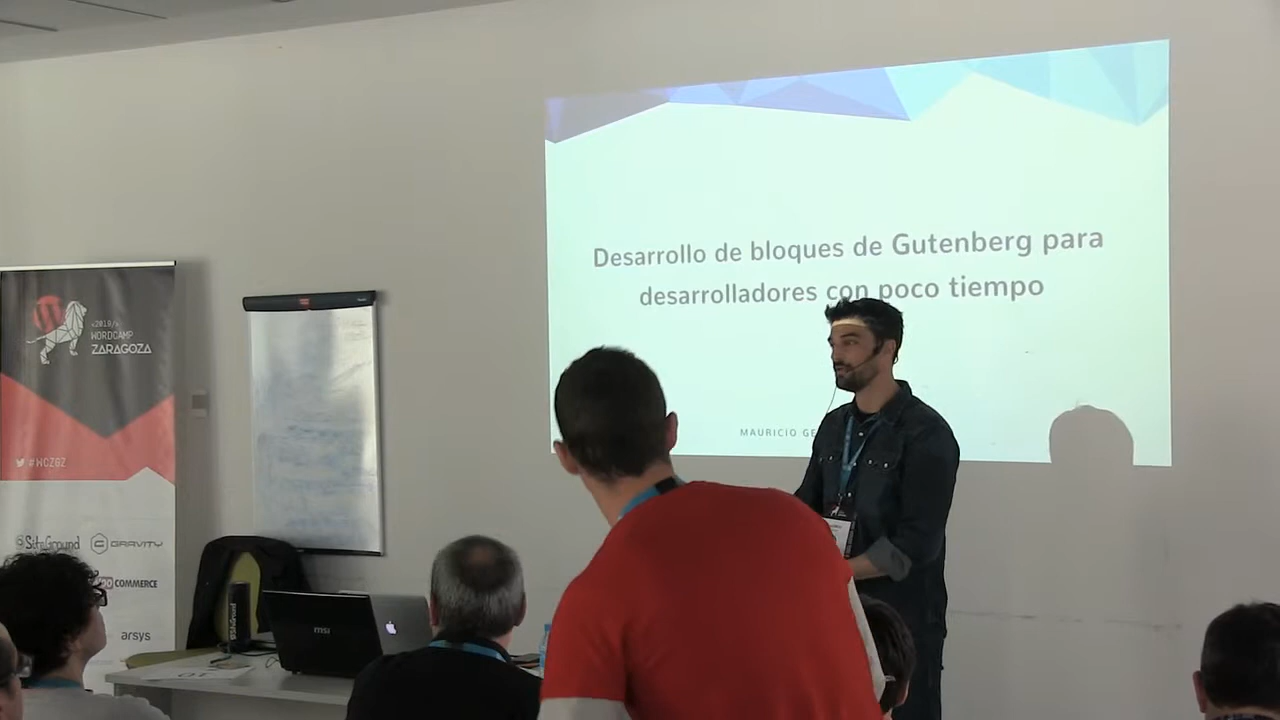 Desarrollo de bloques de Gutenberg para
desarrolladores con poco tiempo
MAURICIO
<2019/>
WORDCAMP
ZARAGOZA
#WCZGZ
SiteGround
GRAVITY
COMMERCE
arsys
msi